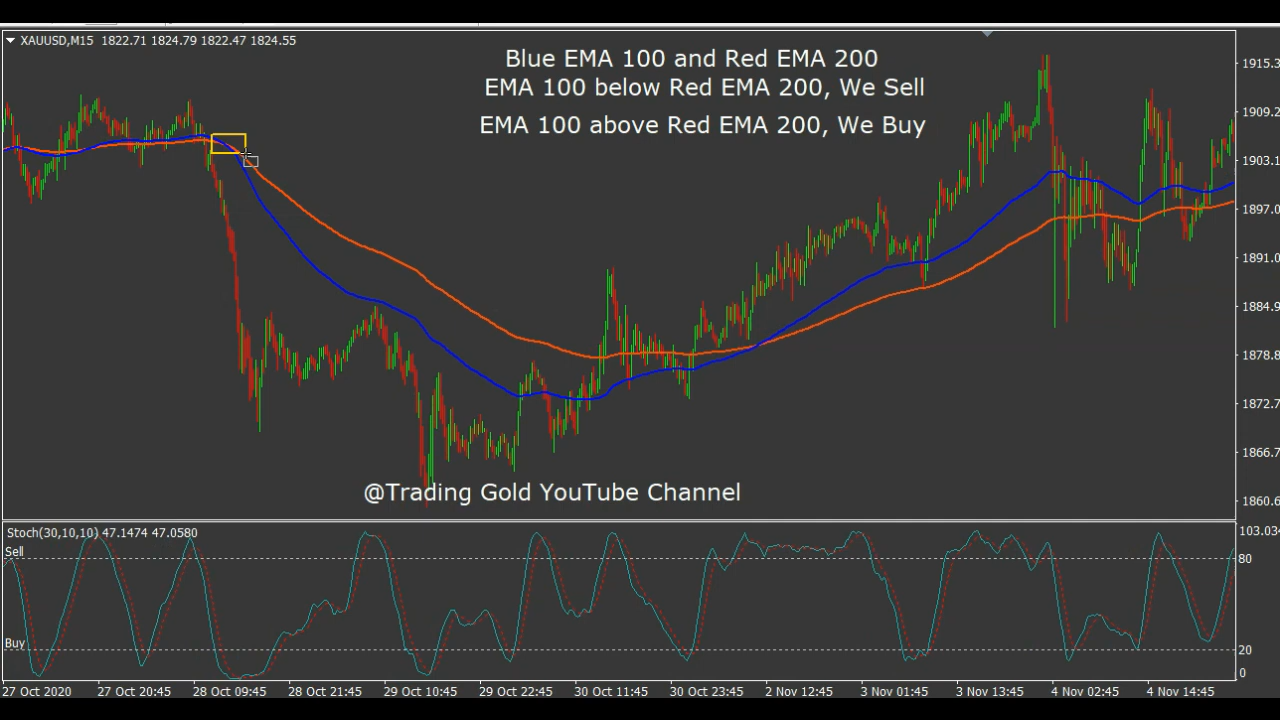 XAUUSD,M15 1822.71 1824.79 1822.47 1824.55
Blue EMA 100 and Red EMA 200
EMA 100 below Red EMA 200, We Sell
EMA 100 above Red EMA 200, We Buy
1915.3
1909.2
1903.1
1897.0
1891.0
1884.9
1878.8
1872.7
1866.7
1860.6
@Trading Gold YouTube Channel
Stoch(30,10,10) 47.1474 47.0580
103.034
Sell
80
Buy
20
0
27 Oct 2020 27 Oct 20:45 28 Oct 09:45 28 Oct 21:45 29 Oct 10:45 29 Oct 22:45 30 Oct 11:45 30 Oct 23:45 2 Nov 12:45 3 Nov 01:45 3 Nov 13:45 4 Nov 02:45 4 Nov 14:45